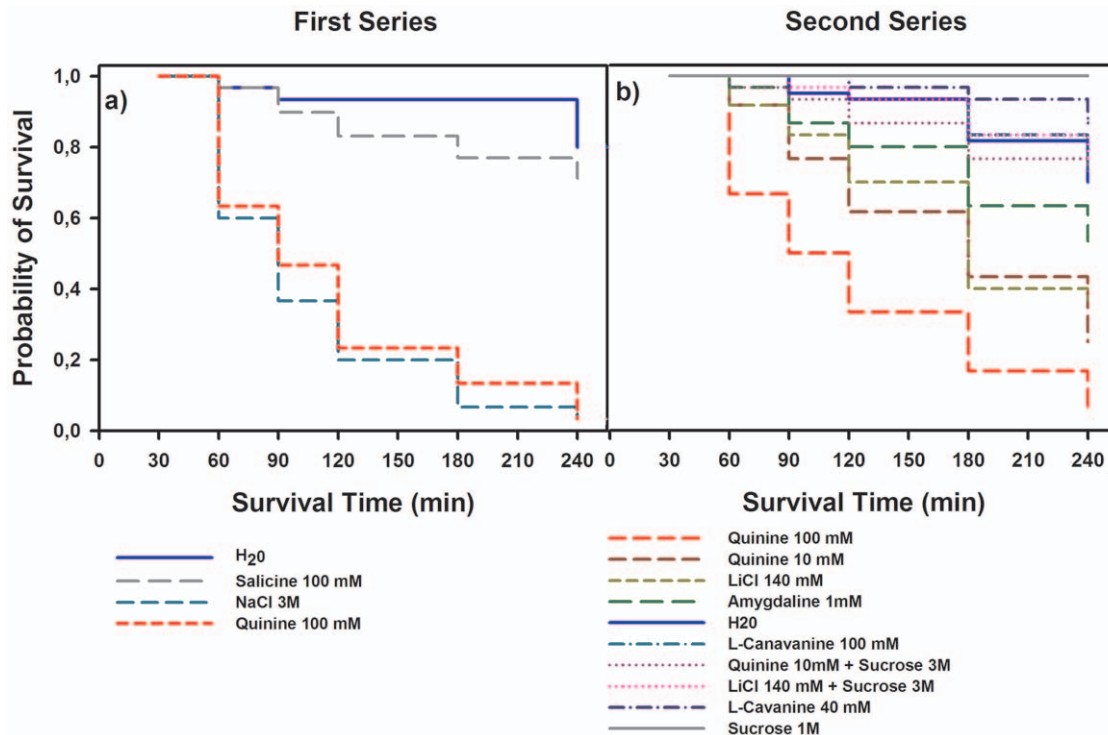 First Series
Second Series
Probability of Survival
1,0
0,8
0,6
0,4
0,2
0,0
a)
b)
0 30 60 90 120 150 180 210 240
0 30 60 90 120 150 180 210 240
Survival Time (min)
Survival Time (min)
H20
Salicine 100 mM
NaCl 3M
Quinine 100 mM
Quinine 100 mM
Quinine 10 mM
LiCl 140 mM
Amygdaline 1mM
H20
L-Canavanine 100 mM
Quinine 10mM + Sucrose 3M
LiCl 140 mM + Sucrose 3M
L-Cavanine 40 mM
Sucrose 1M